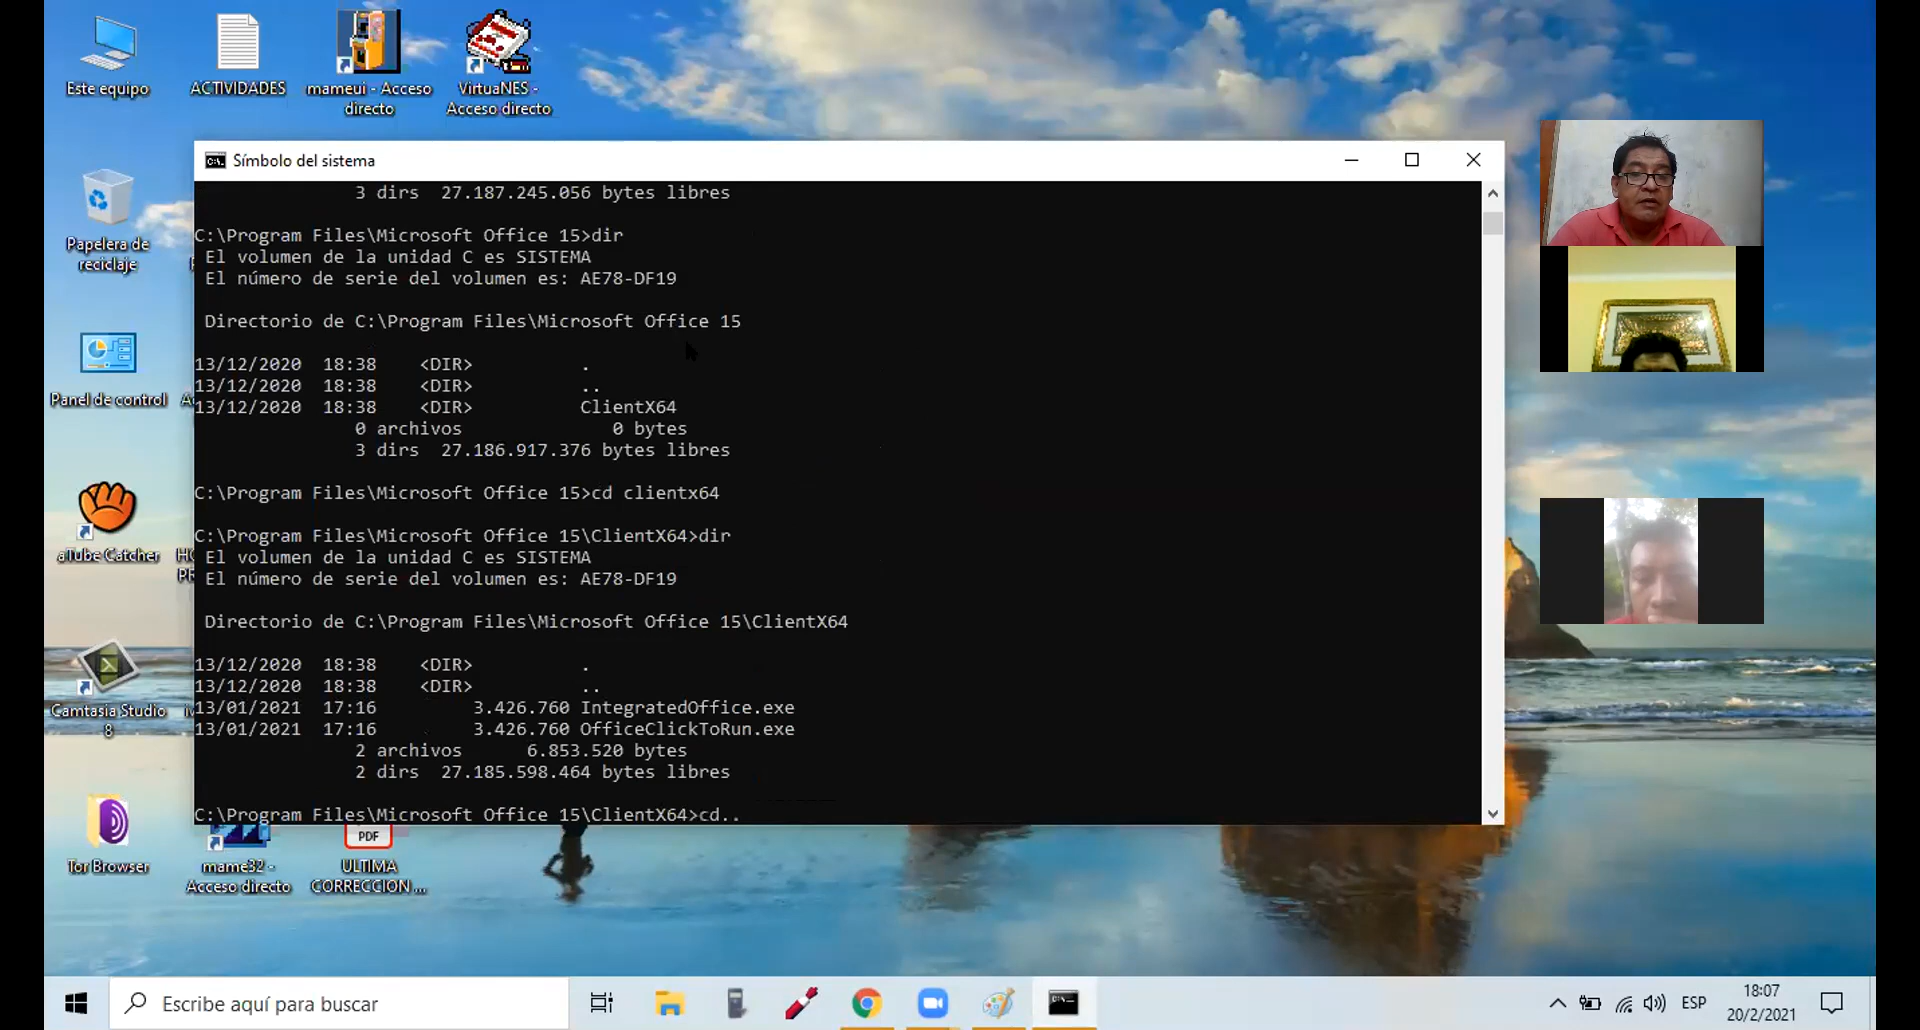 Este equipo
ACTIVIDADES
mameui - Acceso
directo
VirtuaNES -
Acceso directo
Papelera de
reciclaje
Panel de control
aTube Catcher
Camtasia Studio
8
Tor Browser
mame32 -
Acceso directo
PDF
ULTIMA
CORRECCION ...
Símbolo del sistema
3 dirs  27.187.245.056 bytes libres
C:\Program Files\Microsoft Office 15>dir
El volumen de la unidad C es SISTEMA
El número de serie del volumen es: AE78-DF19
Directorio de C:\Program Files\Microsoft Office 15
13/12/2020  18:38    <DIR>          .
13/12/2020  18:38    <DIR>          ..
13/12/2020  18:38    <DIR>          ClientX64
0 archivos              0 bytes
3 dirs  27.186.917.376 bytes libres
C:\Program Files\Microsoft Office 15>cd clientx64
C:\Program Files\Microsoft Office 15\ClientX64>dir
El volumen de la unidad C es SISTEMA
El número de serie del volumen es: AE78-DF19
Directorio de C:\Program Files\Microsoft Office 15\ClientX64
13/12/2020  18:38    <DIR>          .
13/12/2020  18:38    <DIR>          ..
13/01/2021  17:16         3.426.760 IntegratedOffice.exe
13/01/2021  17:16         3.426.760 OfficeClickToRun.exe
2 archivos      6.853.520 bytes
2 dirs  27.185.598.464 bytes libres
C:\Program Files\Microsoft Office 15\ClientX64>cd..
Escribe aquí para buscar
ESP
18:07
20/2/2021